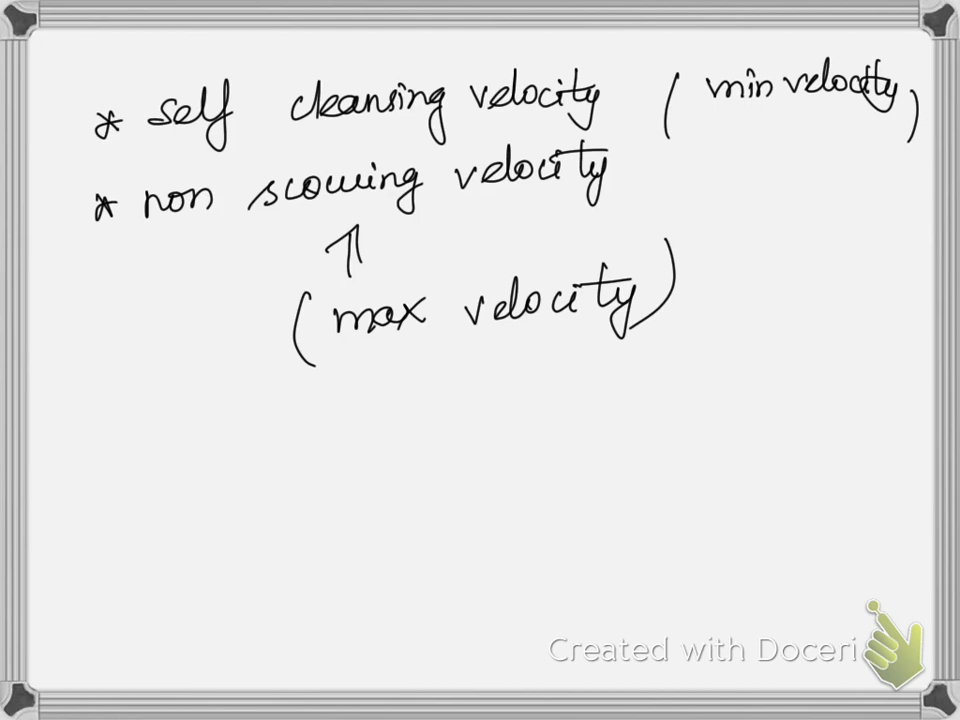 * self cleansing velocity (min velocity)
* non scouring velocity
↑
(max velocity)
Created with Doceri